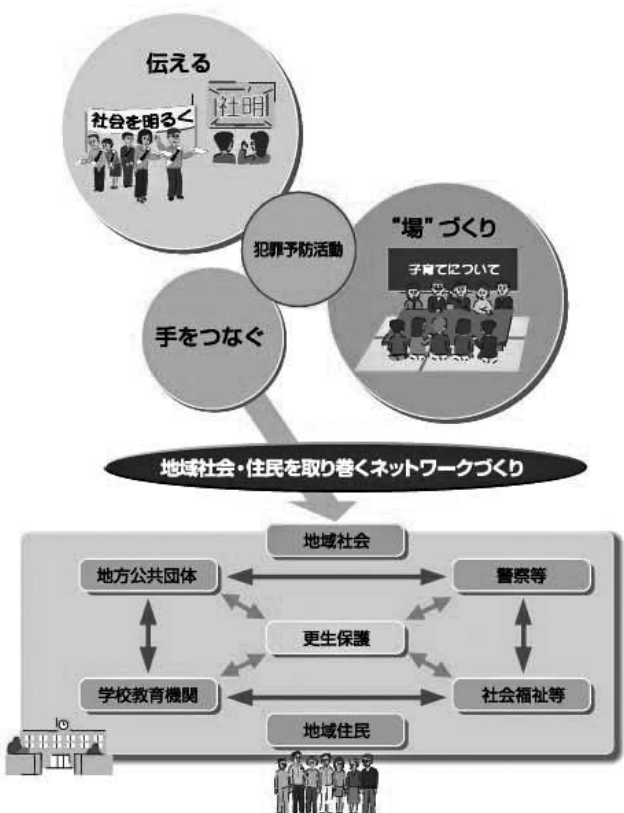 伝える
社会を明るく
社明
犯罪予防活動
"場"づくり
子育てについて
手をつなぐ
地域社会・住民を取り巻くネットワークづくり
地域社会
地方公共団体
警察等
更生保護
学校教育機関
社会福祉等
地域住民